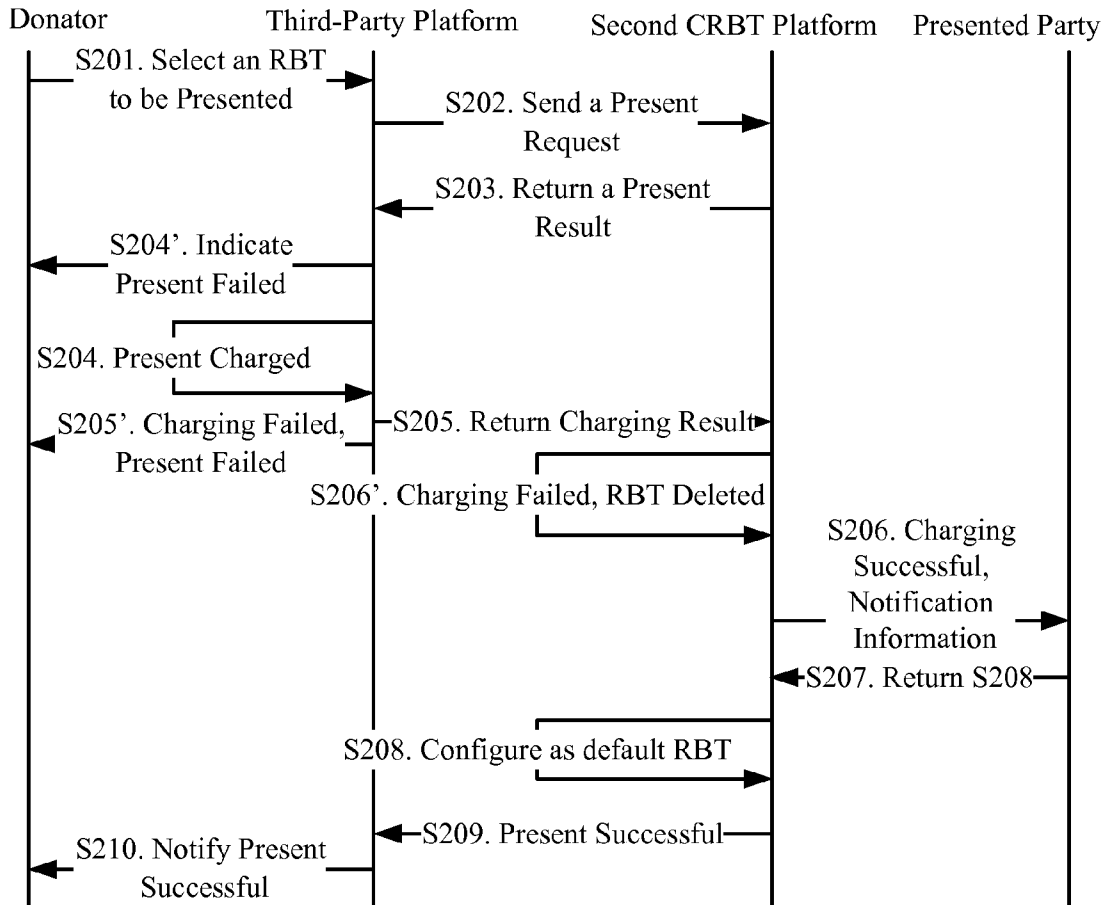 Donator
Third-Party Platform
Second CRBT Platform
Presented Party
S201. Select an RBT
to be Presented
S202. Send a Present
Request
S203. Return a Present
Result
S204’. Indicate
Present Failed
S204. Present Charged
S205’. Charging Failed,
Present Failed
S205. Return Charging Result
S206’. Charging Failed, RBT Deleted
S206. Charging
Successful,
Notification
Information
S207. Return S208
S208. Configure as default RBT
S209. Present Successful
S210. Notify Present
Successful